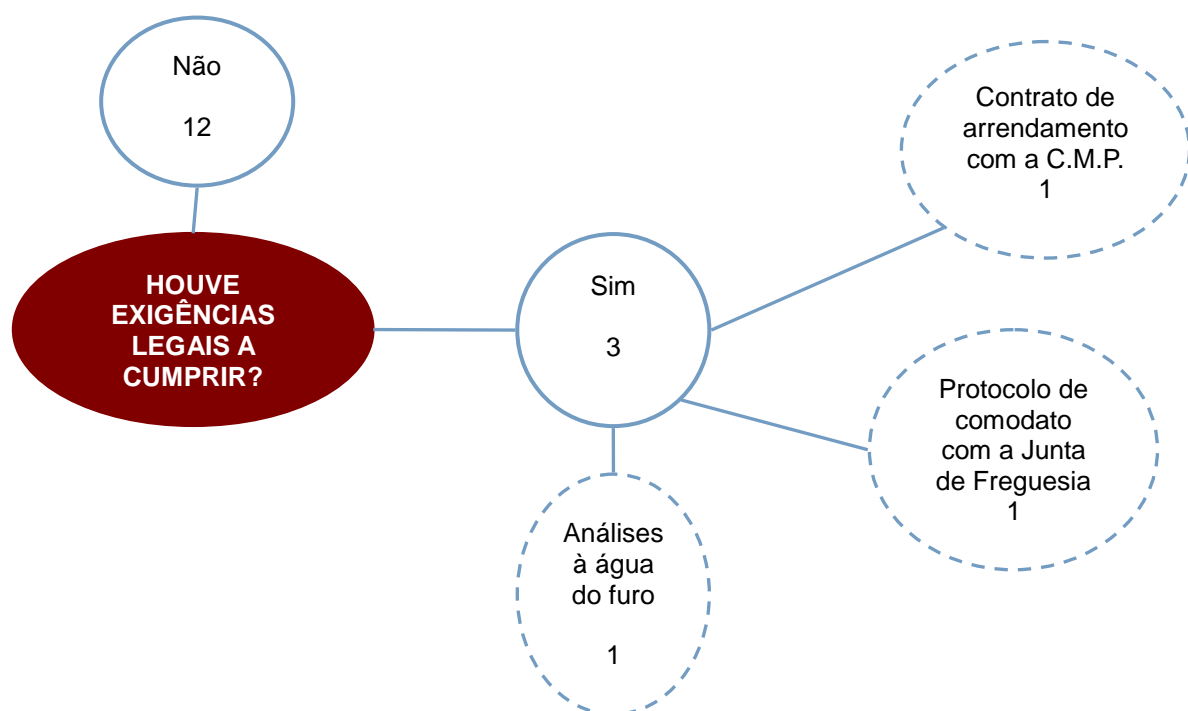 Não
12
HOUVE
EXIGÊNCIAS
LEGAIS A
CUMPRIR?
Sim
3
Contrato de
arrendamento
com a C.M.P.
1
Protocolo de
comodato
com a Junta
de Freguesia
1
Análises
à água
do furo
1